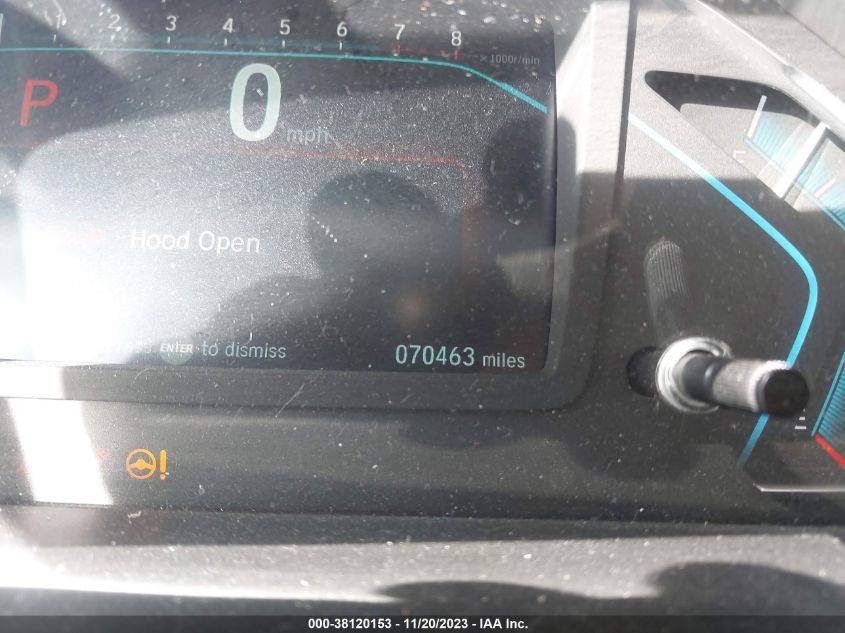 1 2 3 4 5 6 7 8
×1000r/min
P 0 mph
Hood Open
ENTER to dismiss
070463 miles
000-38120153 - 11/20/2023 - IAA Inc.